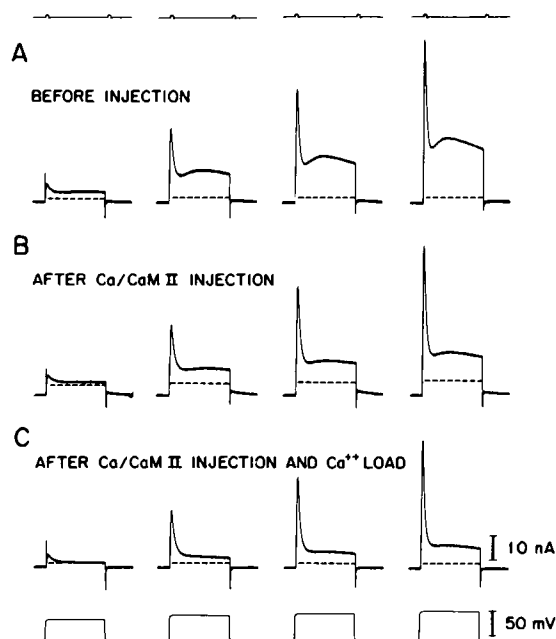 A
BEFORE INJECTION
B
AFTER Ca/CaM II INJECTION
C
AFTER Ca/CaM II INJECTION AND Ca++ LOAD
10 nA
50 mV